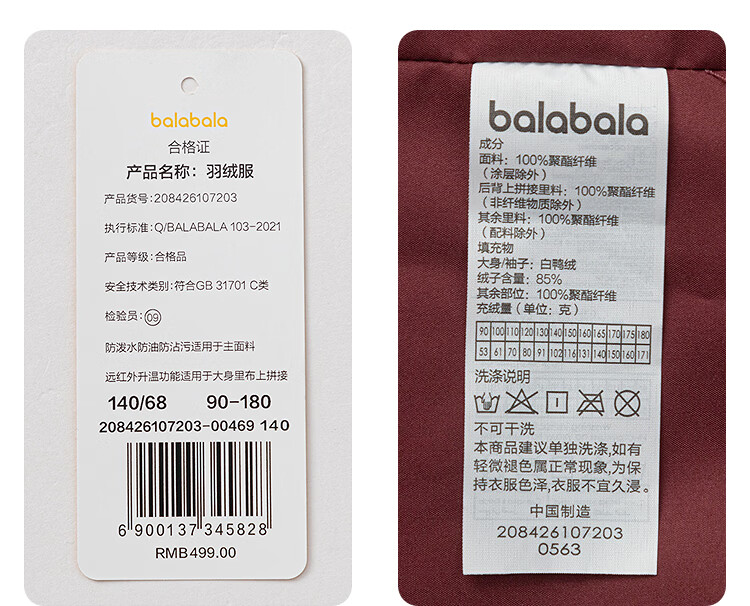 balabala
合格证
产品名称：羽绒服
产品货号：208426107203
执行标准：Q/BALABALA 103-2021
产品等级：合格品
安全技术类别：符合GB 31701 C类
检验员：09
防泼水防油防沾污适用于主面料
远红外升温功能适用于大身里布上拼接
140/68 90-180
208426107203-00469 140
6 900137 345828
RMB499.00
balabala
成分
面料：100%聚酯纤维
（涂层除外）
后背上拼接里料：100%聚酯纤维
（非纤维物质除外）
其余里料：100%聚酯纤维
（配料除外）
填充物
大身/袖子：白鸭绒
绒子含量：85%
其余部位：100%聚酯纤维
充绒量（单位：克）
90 100 110 120 130 140 150 160 165 170 175 180
53 61 70 80 91 102 116 131 140 150 160 171
洗涤说明
不可干洗
本商品建议单独洗涤,如有
轻微褪色属正常现象,为保
持衣服色泽,衣服不宜久浸。
中国制造
208426107203
0563